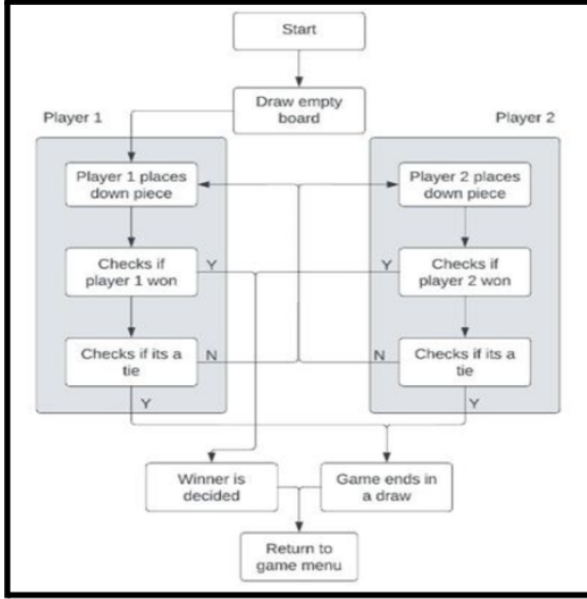 Start
Draw empty
board
Player 1
Player 2
Player 1 places
down piece
Player 2 places
down piece
Checks if
player 1 won
Y
Y
Checks if
player 2 won
Checks if its a
tie
N
N
Checks if its a
tie
Y
Y
Winner is
decided
Game ends in
a draw
Return to
game menu